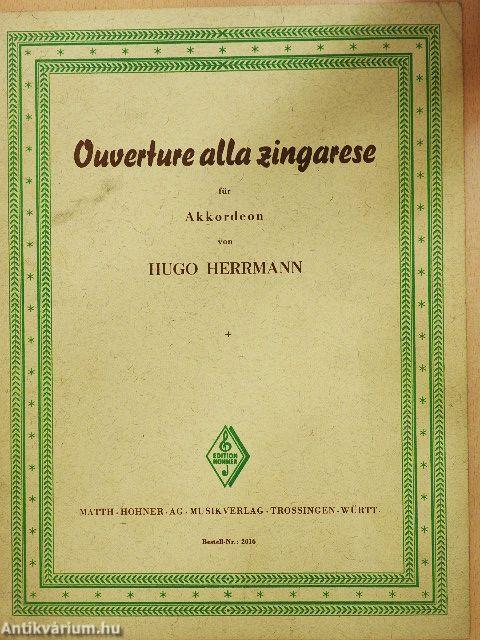 Ouverture alla zingarese
für
Akkordeon
von
HUGO HERRMANN
+
EDITION
HOHNER
MATTH·HOHNER·AG·MUSIKVERLAG·TROSSINGEN·WÜRTT.
Bestell-Nr.: 2016
Antikvárium.hu